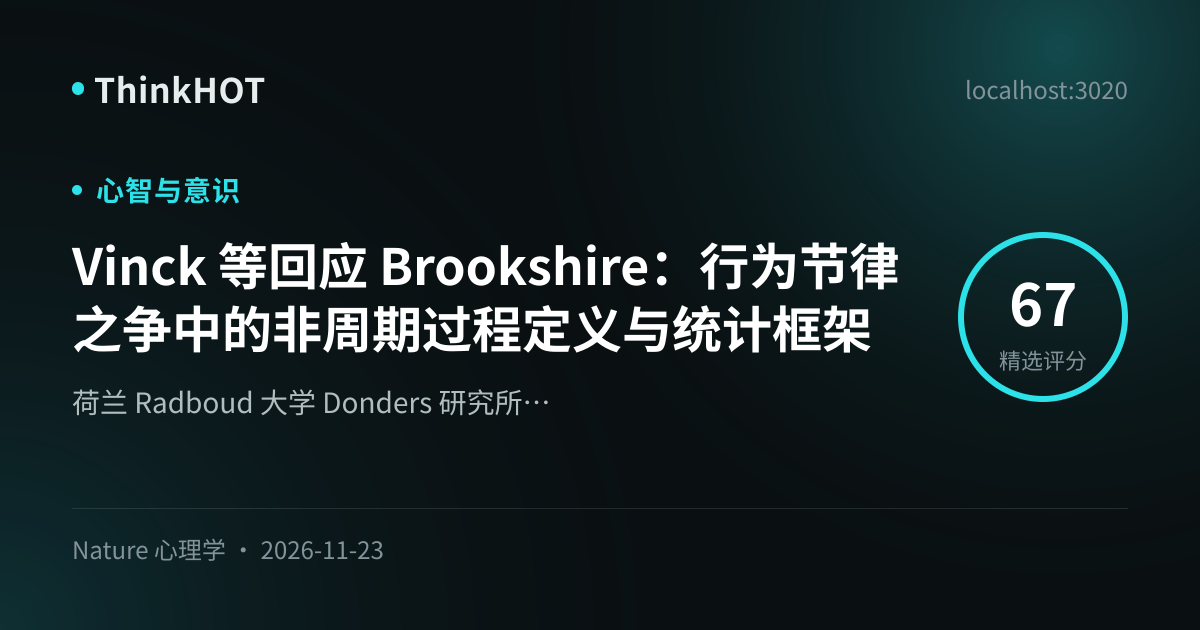 ThinkHOT
localhost:3020
心智与意识
Vinck 等回应 Brookshire：行为节律
之争中的非周期过程定义与统计框架
67
精选评分
荷兰 Radboud 大学 Donders 研究所…
Nature 心理学 · 2026-11-23